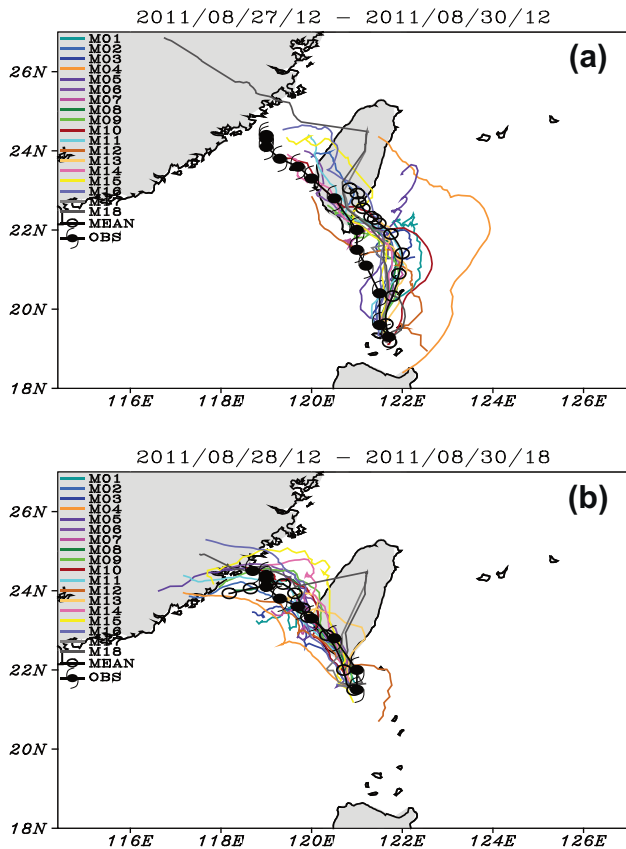 2011/08/27/12 – 2011/08/30/12
(a)
26N
24N
22N
20N
18N
M01
M02
M03
M04
M05
M06
M07
M08
M09
M10
M11
M12
M13
M14
M15
M16
M17
M18
MEAN
OBS
116E
118E
120E
122E
124E
126E
2011/08/28/12 – 2011/08/30/18
(b)
26N
24N
22N
20N
18N
M01
M02
M03
M04
M05
M06
M07
M08
M09
M10
M11
M12
M13
M14
M15
M16
M17
M18
MEAN
OBS
116E
118E
120E
122E
124E
126E